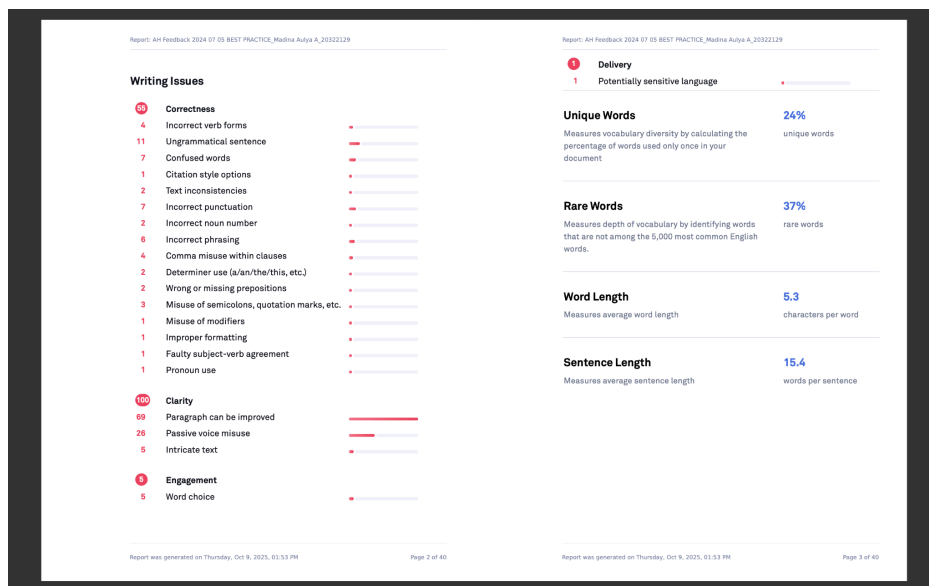 Report: AH Feedback 2024 07 05 BEST PRACTICE_Madina Aulya A_20322129
Writing Issues
55 Correctness
4 Incorrect verb forms
11 Ungrammatical sentence
7 Confused words
1 Citation style options
2 Text inconsistencies
7 Incorrect punctuation
2 Incorrect noun number
6 Incorrect phrasing
4 Comma misuse within clauses
2 Determiner use (a/an/the/this, etc.)
2 Wrong or missing prepositions
3 Misuse of semicolons, quotation marks, etc.
1 Misuse of modifiers
1 Improper formatting
1 Faulty subject-verb agreement
1 Pronoun use
100 Clarity
69 Paragraph can be improved
26 Passive voice misuse
5 Intricate text
5 Engagement
5 Word choice
Report was generated on Thursday, Oct 9, 2025, 01:53 PM Page 2 of 40
Report: AH Feedback 2024 07 05 BEST PRACTICE_Madina Aulya A_20322129
1 Delivery
1 Potentially sensitive language
Unique Words 24%
Measures vocabulary diversity by calculating the unique words
percentage of words used only once in your
document
Rare Words 37%
Measures depth of vocabulary by identifying words rare words
that are not among the 5,000 most common English
words.
Word Length 5.3
Measures average word length characters per word
Sentence Length 15.4
Measures average sentence length words per sentence
Report was generated on Thursday, Oct 9, 2025, 01:53 PM Page 3 of 40